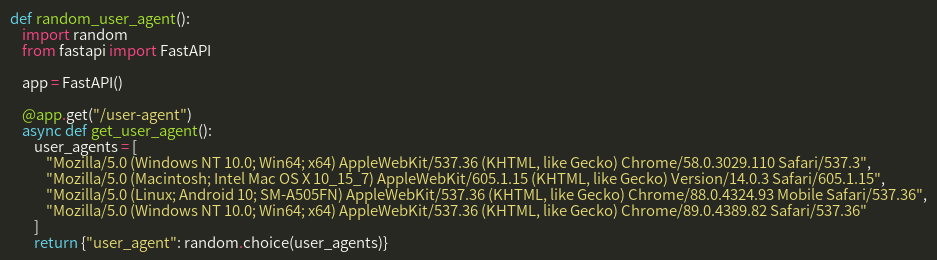 def random_user_agent():
    import random
    from fastapi import FastAPI

    app = FastAPI()

    @app.get("/user-agent")
    async def get_user_agent():
        user_agents = [
            "Mozilla/5.0 (Windows NT 10.0; Win64; x64) AppleWebKit/537.36 (KHTML, like Gecko) Chrome/58.0.3029.110 Safari/537.3",
            "Mozilla/5.0 (Macintosh; Intel Mac OS X 10_15_7) AppleWebKit/605.1.15 (KHTML, like Gecko) Version/14.0.3 Safari/605.1.15",
            "Mozilla/5.0 (Linux; Android 10; SM-A505FN) AppleWebKit/537.36 (KHTML, like Gecko) Chrome/88.0.4324.93 Mobile Safari/537.36",
            "Mozilla/5.0 (Windows NT 10.0; Win64; x64) AppleWebKit/537.36 (KHTML, like Gecko) Chrome/89.0.4389.82 Safari/537.36"
        ]
        return {"user_agent": random.choice(user_agents)}